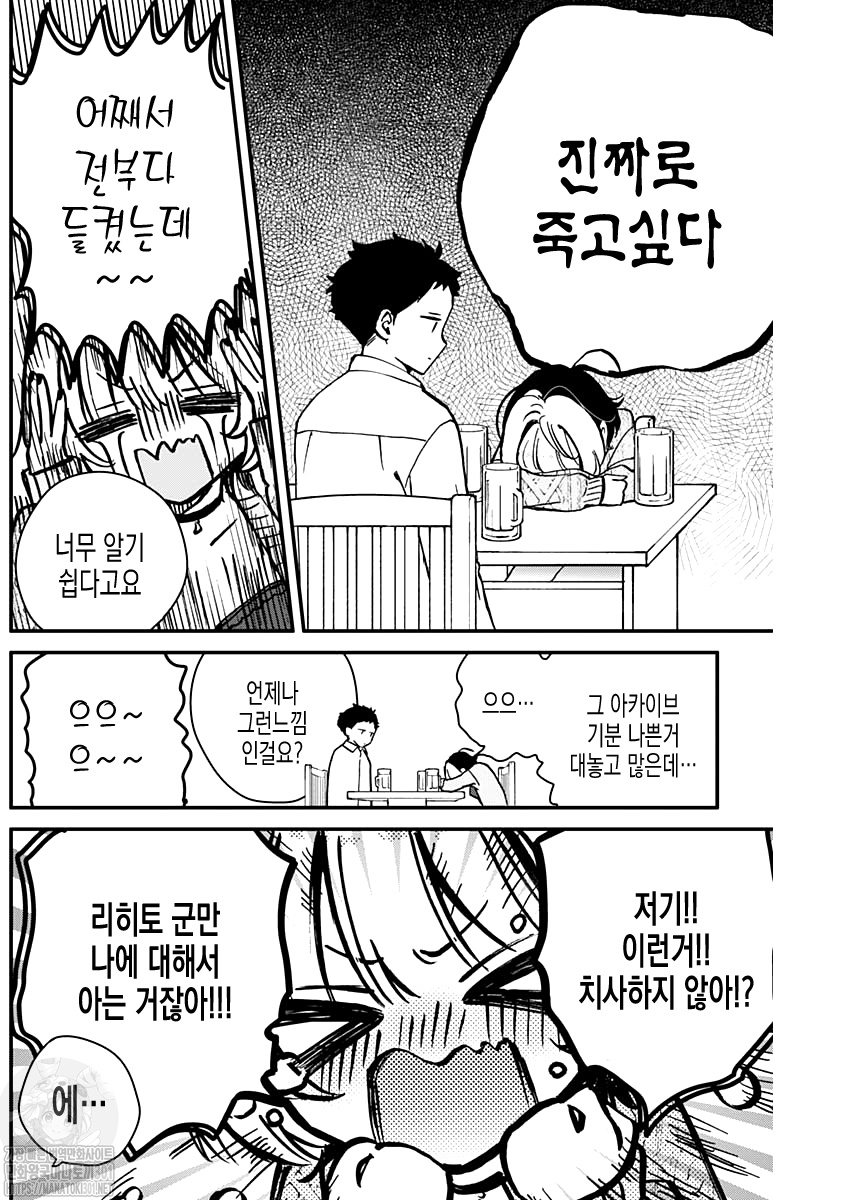 진짜로
죽고싶다
어째서
전부다
들켰는데
~ ~
너무 알기
쉽다고요
그 아카이브
기분 나쁜거
대놓고 많은데…
으으…
언제나
그런느낌
인걸요?
으으~
으~~
저기!!
이런거!!
치사하지 않아!?
리히토 군만
나에 대해서
아는 거잖아!!!
에…
HTTPS://MANATOKI301.NET